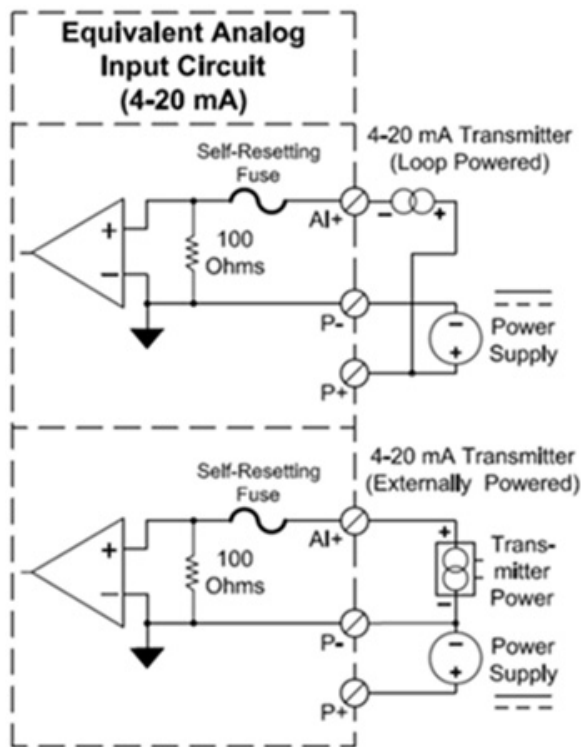 Equivalent Analog
Input Circuit
(4-20 mA)
4-20 mA Transmitter
(Loop Powered)
Self-Resetting
Fuse
AI+
-
+
+
-
100
Ohms
P-
P+
-
+
Power
Supply
4-20 mA Transmitter
(Externally Powered)
Self-Resetting
Fuse
AI+
+
-
100
Ohms
+
-
Trans-
mitter
Power
P-
P+
-
+
Power
Supply